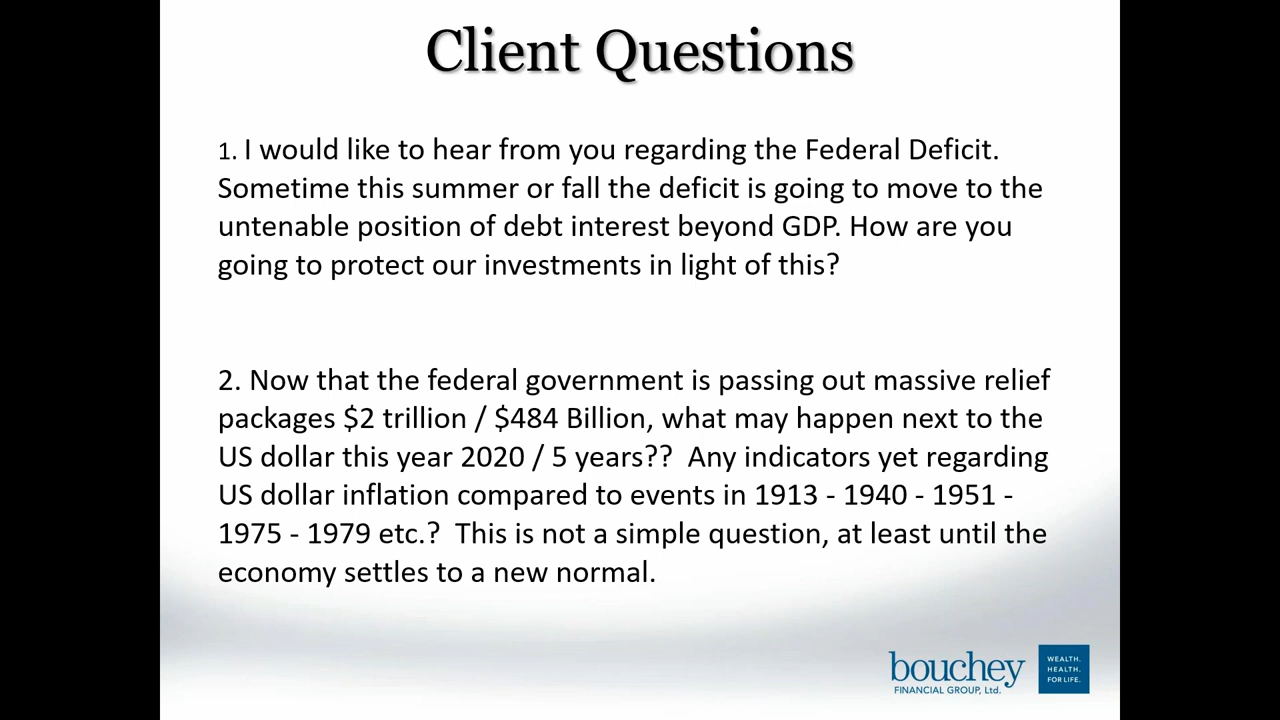 Client Questions
1. I would like to hear from you regarding the Federal Deficit.
Sometime this summer or fall the deficit is going to move to the
untenable position of debt interest beyond GDP. How are you
going to protect our investments in light of this?
2. Now that the federal government is passing out massive relief
packages $2 trillion / $484 Billion, what may happen next to the
US dollar this year 2020 / 5 years?? Any indicators yet regarding
US dollar inflation compared to events in 1913 - 1940 - 1951 -
1975 - 1979 etc.? This is not a simple question, at least until the
economy settles to a new normal.
bouchey
FINANCIAL GROUP, Ltd.
WEALTH.
HEALTH.
FOR LIFE.